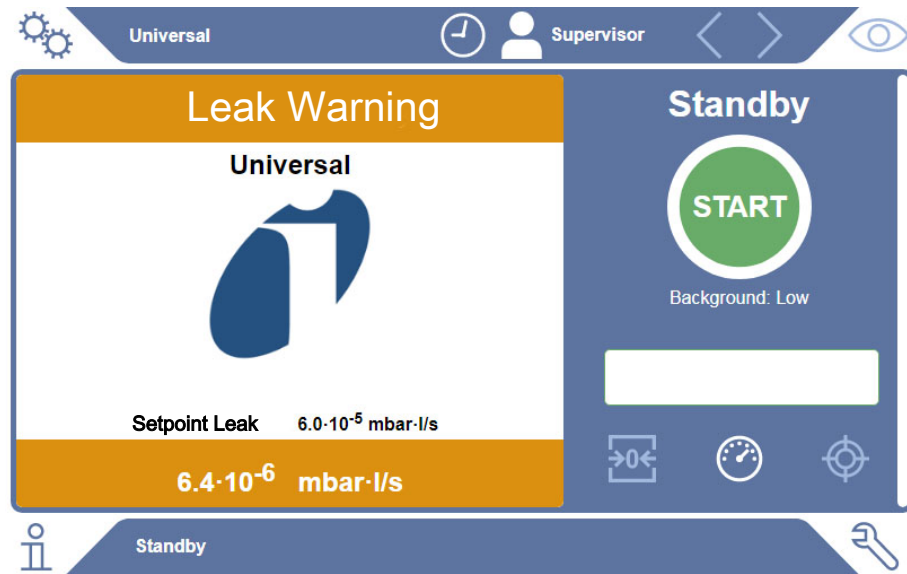 Universal
Supervisor
Leak Warning
Universal
Setpoint Leak 6.0·10⁻⁵ mbar·l/s
6.4·10⁻⁶ mbar·l/s
Standby
START
Background: Low
→0←
Standby